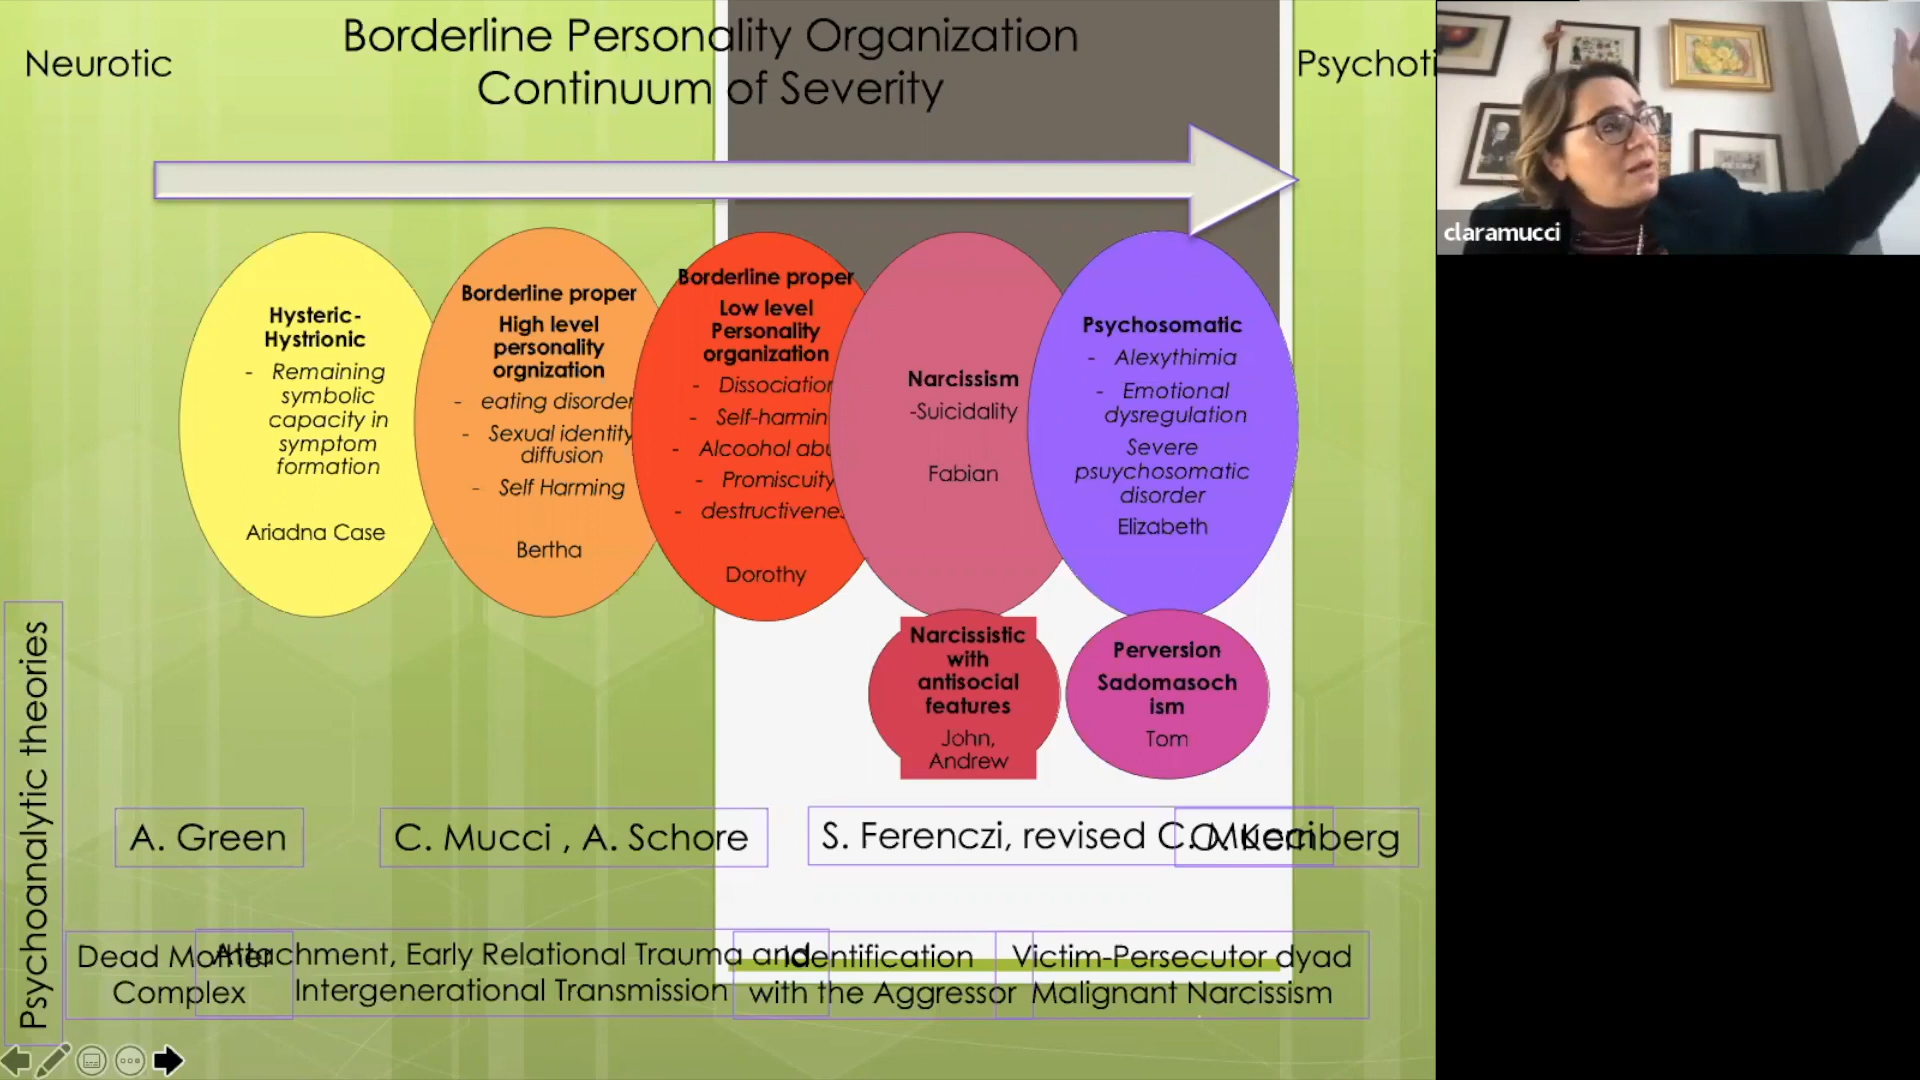 Borderline Personality Organization
Continuum of Severity
Neurotic
Psychoti
claramucci
Hysteric-
Hystrionic
- Remaining
symbolic
capacity in
symptom
formation
Ariadna Case
Borderline proper
High level
personality
orgnization
- eating disorder
- Sexual identity
diffusion
- Self Harming
Bertha
Borderline proper
Low level
Personality
organization
- Dissociation
- Self-harmin
- Alcoohol abu
- Promiscuity
- destructivenes
Dorothy
Narcissism
-Suicidality
Fabian
Psychosomatic
- Alexythimia
- Emotional
dysregulation
Severe
psuychosomatic
disorder
Elizabeth
Narcissistic
with
antisocial
features
John,
Andrew
Perversion
Sadomasoch
ism
Tom
Psychoanalytic theories
A. Green
C. Mucci , A. Schore
S. Ferenczi, revised C. Mucci
O. Kernberg
Dead Mother
Complex
Attachment, Early Relational Trauma and
Intergenerational Transmission
Identification
with the Aggressor
Victim-Persecutor dyad
Malignant Narcissism